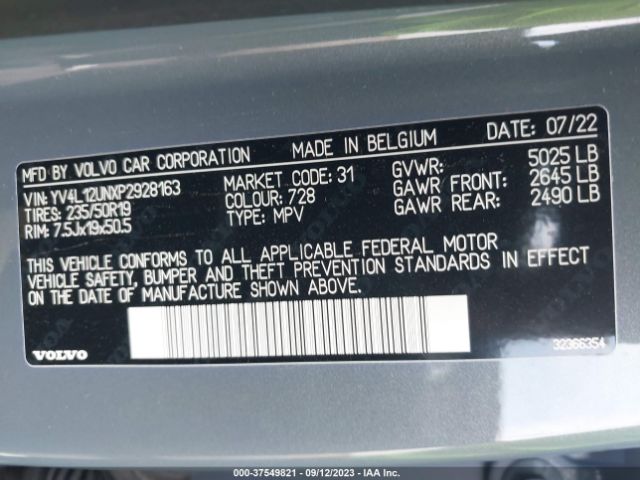 MFD BY VOLVO CAR CORPORATION MADE IN BELGIUM DATE: 07/22
VIN: YV4L12UNXP2928163 MARKET CODE: 31 GVWR: 5025 LB
TIRES: 235/50R19 COLOUR: 728 GAWR FRONT: 2645 LB
RIM: 7.5Jx19x50.5 TYPE: MPV GAWR REAR: 2490 LB
THIS VEHICLE CONFORMS TO ALL APPLICABLE FEDERAL MOTOR
VEHICLE SAFETY, BUMPER AND THEFT PREVENTION STANDARDS IN EFFECT
ON THE DATE OF MANUFACTURE SHOWN ABOVE.
VOLVO 32366354
000-37549821 - 09/12/2023 - IAA Inc.